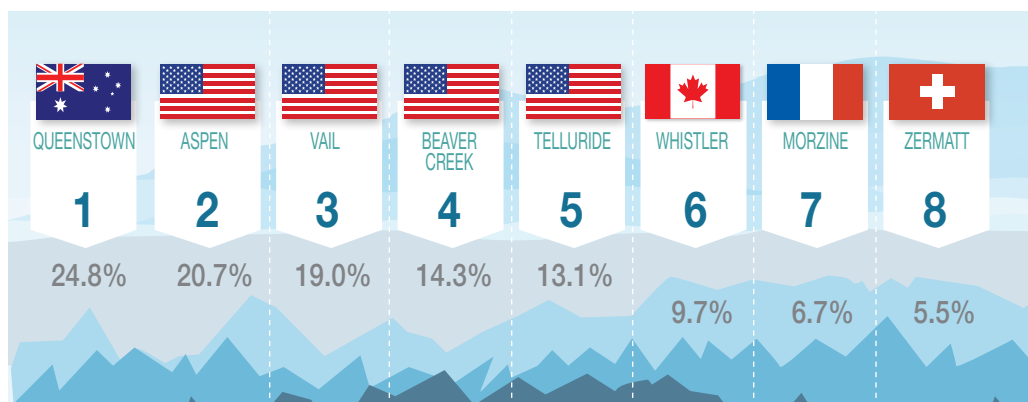 QUEENSTOWN
ASPEN
VAIL
BEAVER
CREEK
TELLURIDE
WHISTLER
MORZINE
ZERMATT
1
2
3
4
5
6
7
8
24.8%
20.7%
19.0%
14.3%
13.1%
9.7%
6.7%
5.5%